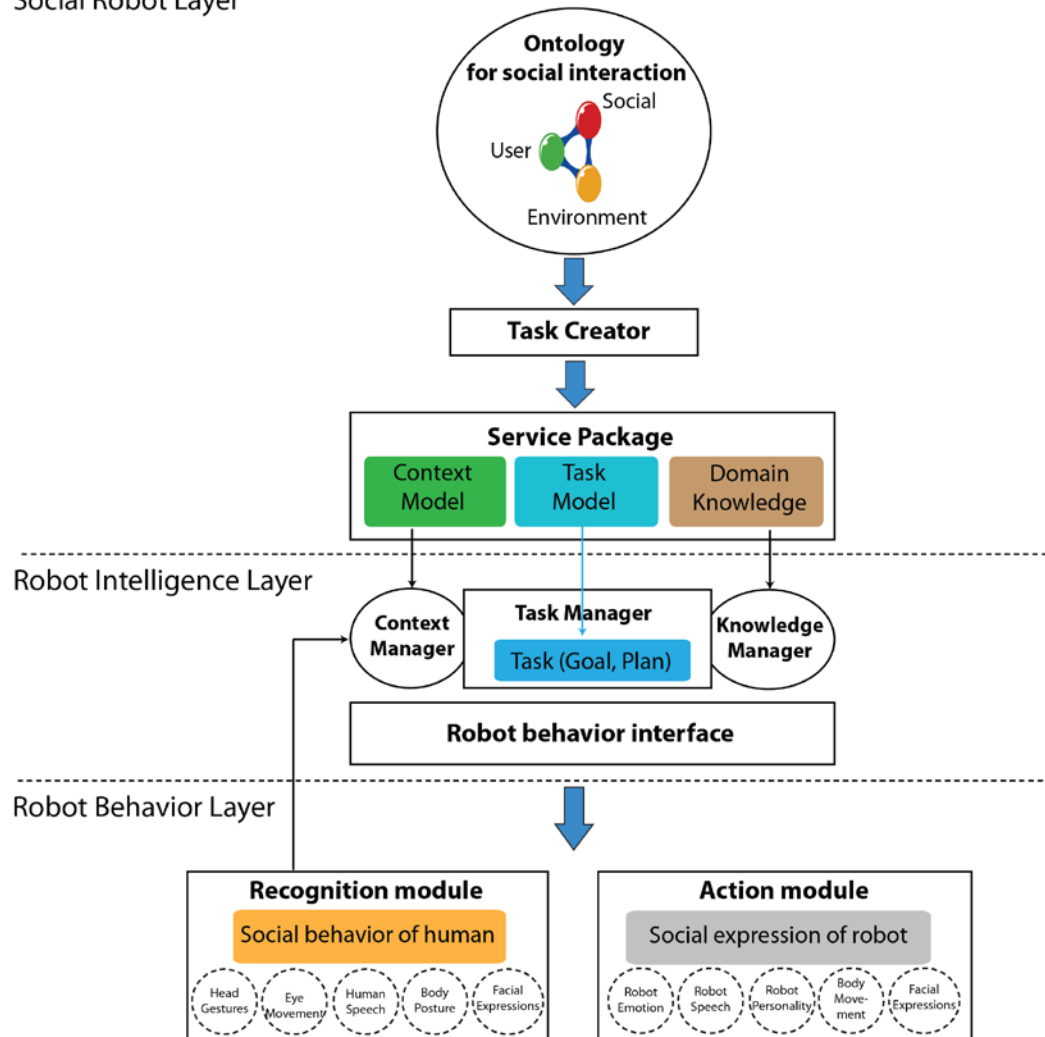 Social Robot Layer
Ontology
for social interaction
Social
User
Environment
Task Creator
Service Package
Context
Model
Task
Model
Domain
Knowledge
Robot Intelligence Layer
Context
Manager
Task Manager
Task (Goal, Plan)
Knowledge
Manager
Robot behavior interface
Robot Behavior Layer
Recognition module
Social behavior of human
Head
Gestures
Eye
Movement
Human
Speech
Body
Posture
Facial
Expressions
Action module
Social expression of robot
Robot
Emotion
Robot
Speech
Robot
Personality
Body
Move-
ment
Facial
Expressions